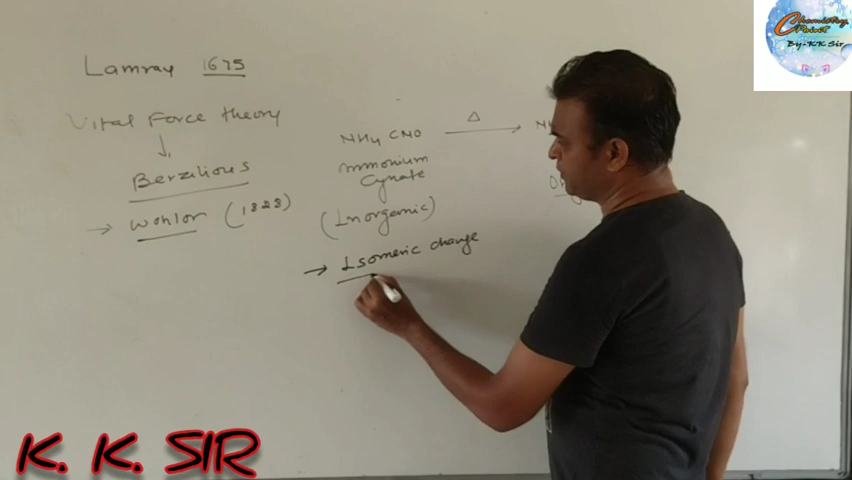 Chemistry
Point
By:-K.K Sir
Lamray 1675
Vital Force theory
Berzilious
→ Wohlor (1828)
NH4 CNO
Δ
mmonium
Cynate
(Inorganic)
→ Isomeric change
K. K. SIR